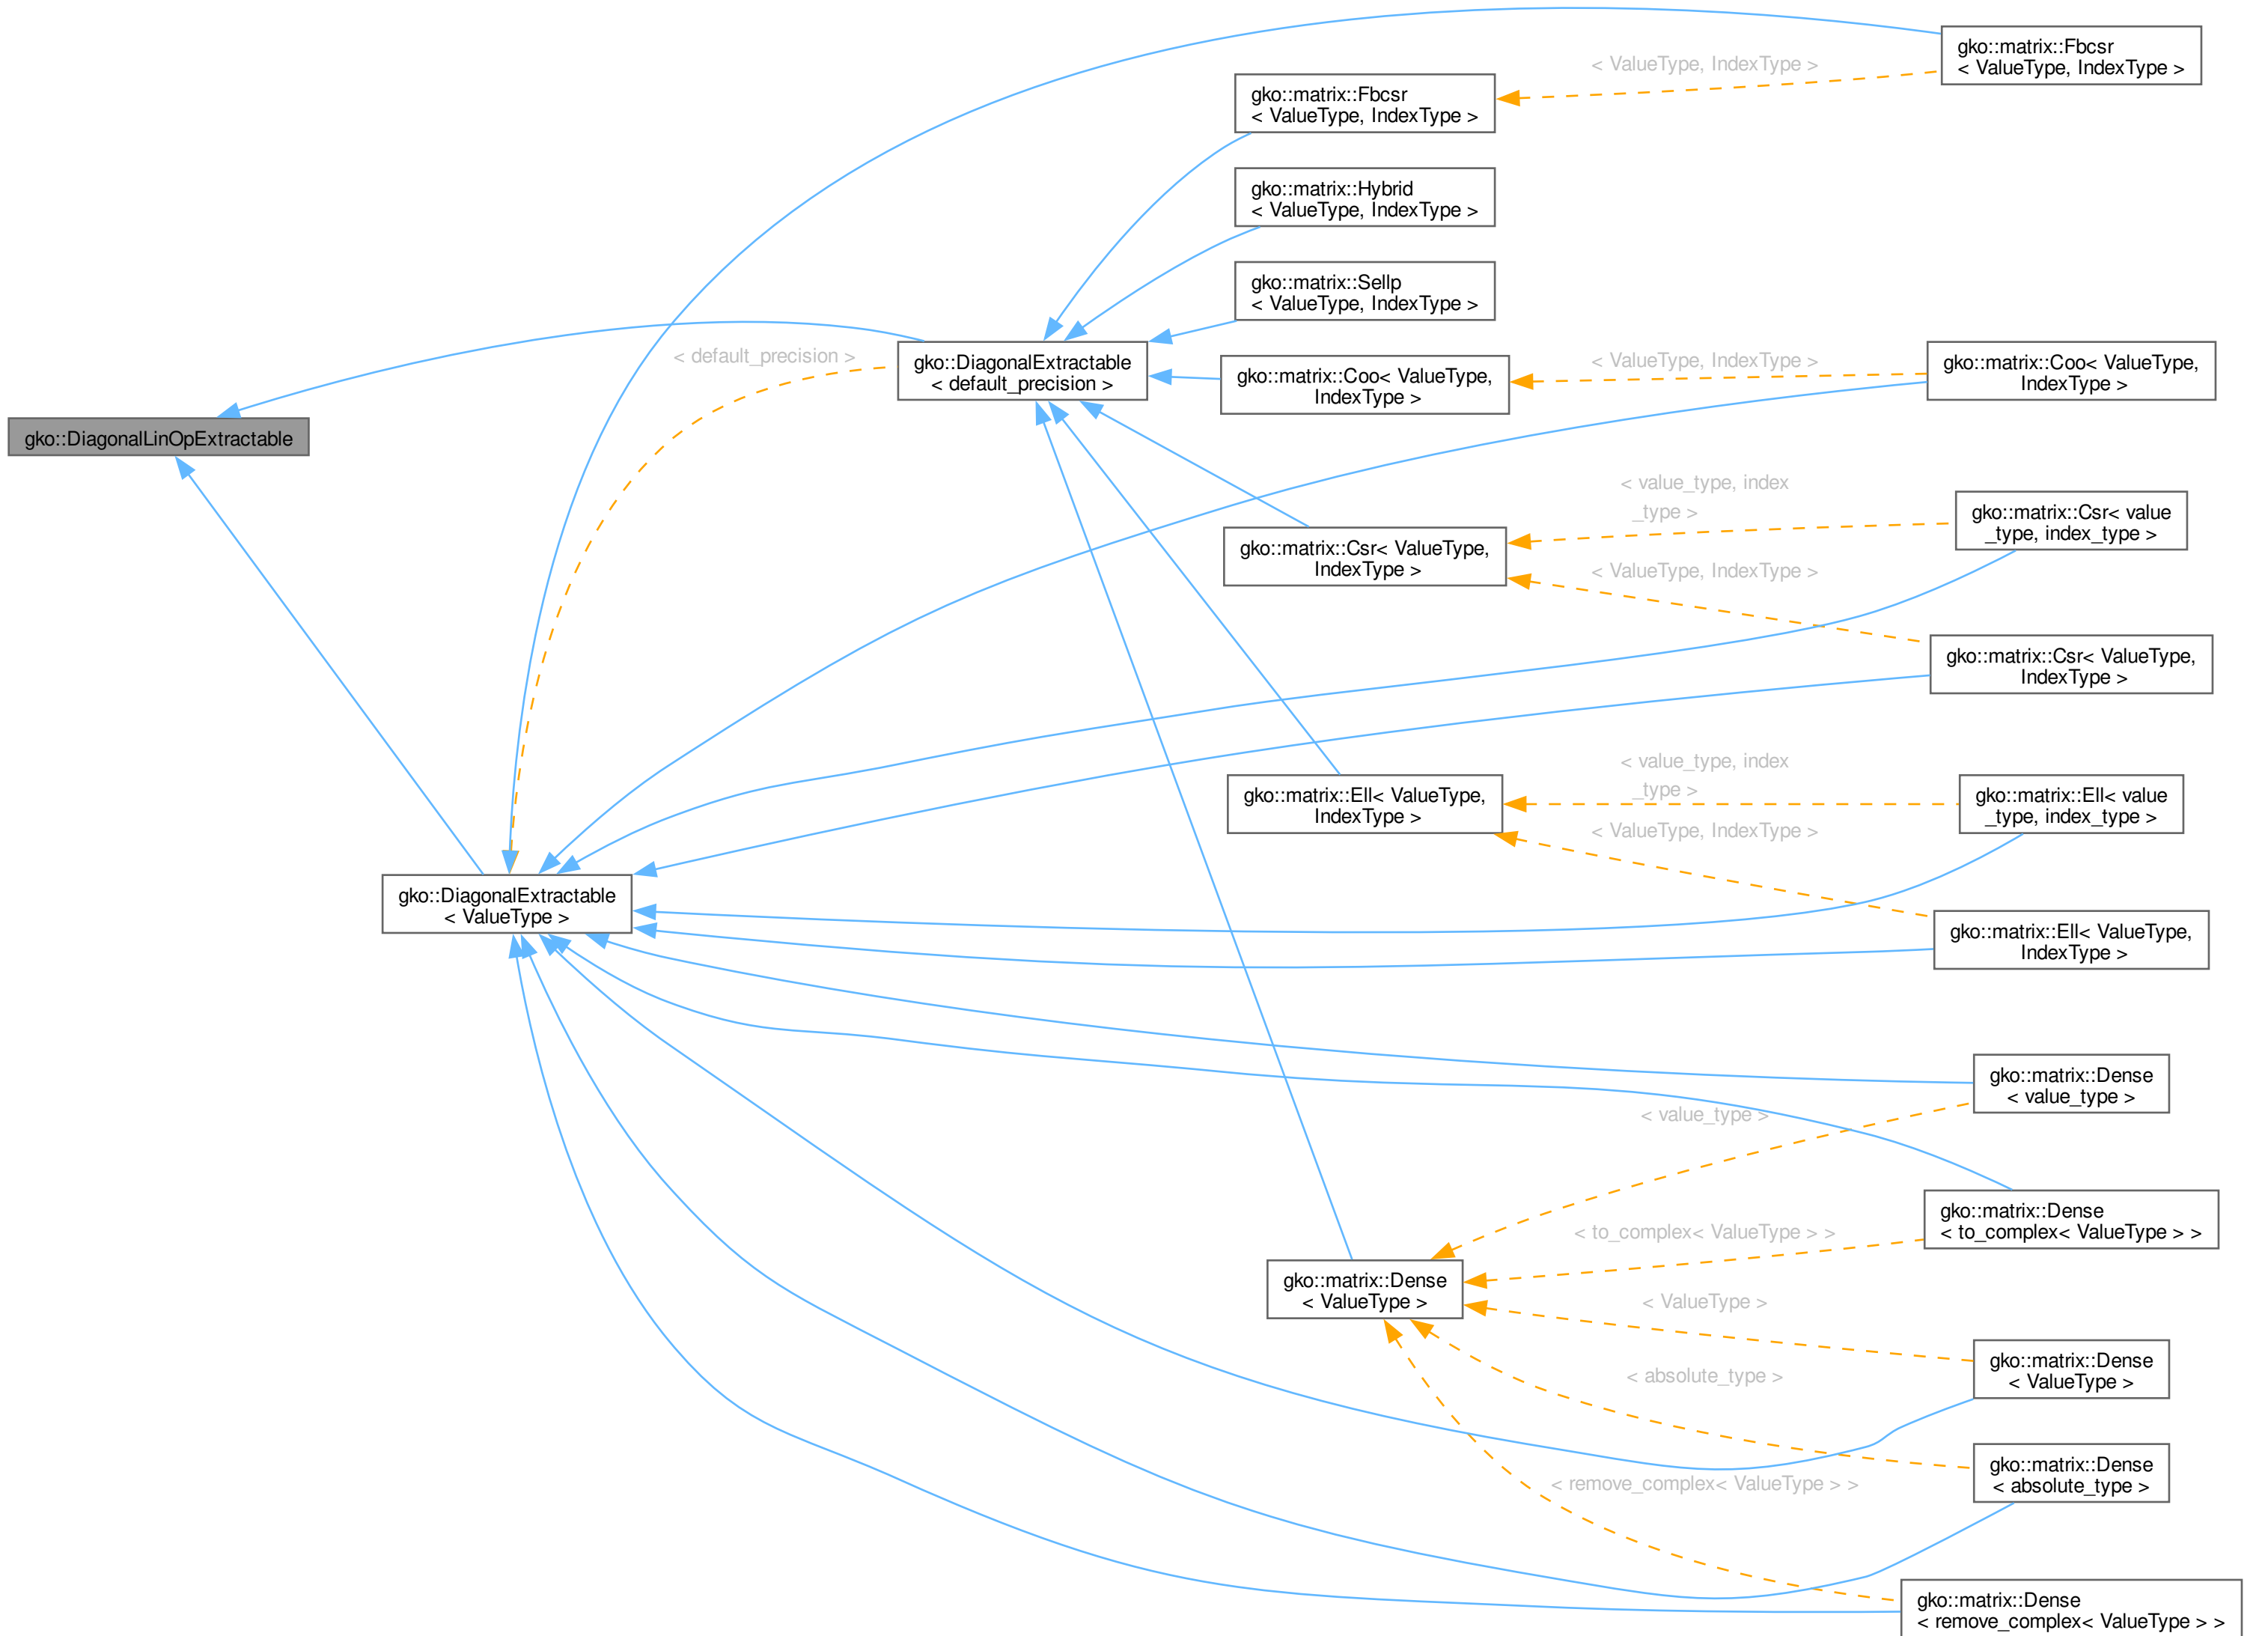 gko::DiagonalLinOpExtractable
gko::DiagonalExtractable
< ValueType >
< default_precision >
gko::DiagonalExtractable
< default_precision >
gko::matrix::Fbcsr
< ValueType, IndexType >
gko::matrix::Hybrid
< ValueType, IndexType >
gko::matrix::Sellp
< ValueType, IndexType >
gko::matrix::Coo< ValueType,
IndexType >
gko::matrix::Csr< ValueType,
IndexType >
gko::matrix::Ell< ValueType,
IndexType >
gko::matrix::Dense
< ValueType >
< ValueType, IndexType >
< ValueType, IndexType >
< value_type, index
_type >
< ValueType, IndexType >
< value_type, index
_type >
< ValueType, IndexType >
< value_type >
< to_complex< ValueType > >
< ValueType >
< absolute_type >
< remove_complex< ValueType > >
gko::matrix::Fbcsr
< ValueType, IndexType >
gko::matrix::Coo< ValueType,
IndexType >
gko::matrix::Csr< value
_type, index_type >
gko::matrix::Csr< ValueType,
IndexType >
gko::matrix::Ell< value
_type, index_type >
gko::matrix::Ell< ValueType,
IndexType >
gko::matrix::Dense
< value_type >
gko::matrix::Dense
< to_complex< ValueType > >
gko::matrix::Dense
< ValueType >
gko::matrix::Dense
< absolute_type >
gko::matrix::Dense
< remove_complex< ValueType > >